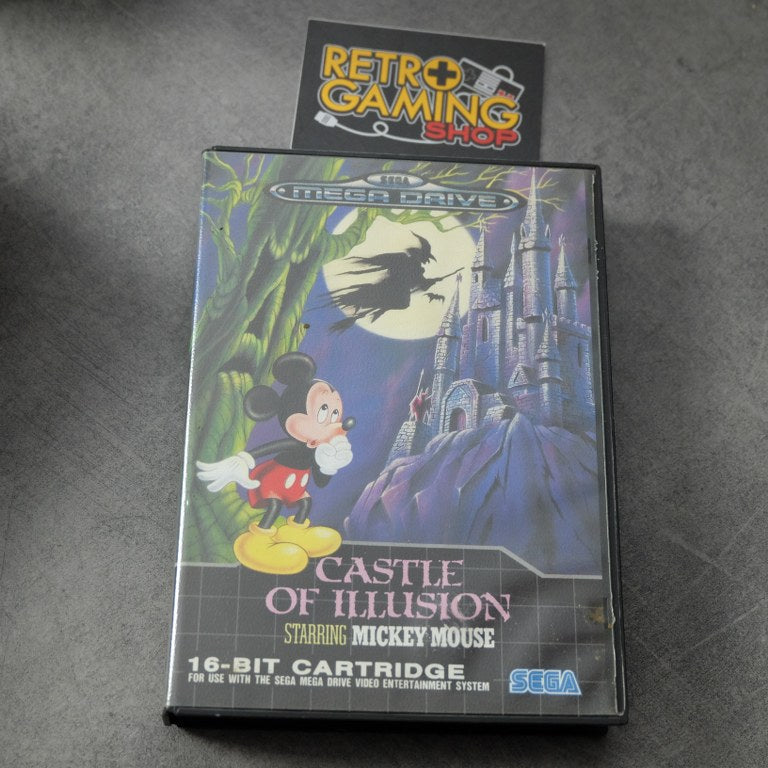 RETRO
GAMING
SHOP
SEGA
MEGA DRIVE
CASTLE
OF ILLUSION
STARRING MICKEY MOUSE
16-BIT CARTRIDGE
FOR USE WITH THE SEGA MEGA DRIVE VIDEO ENTERTAINMENT SYSTEM
SEGA